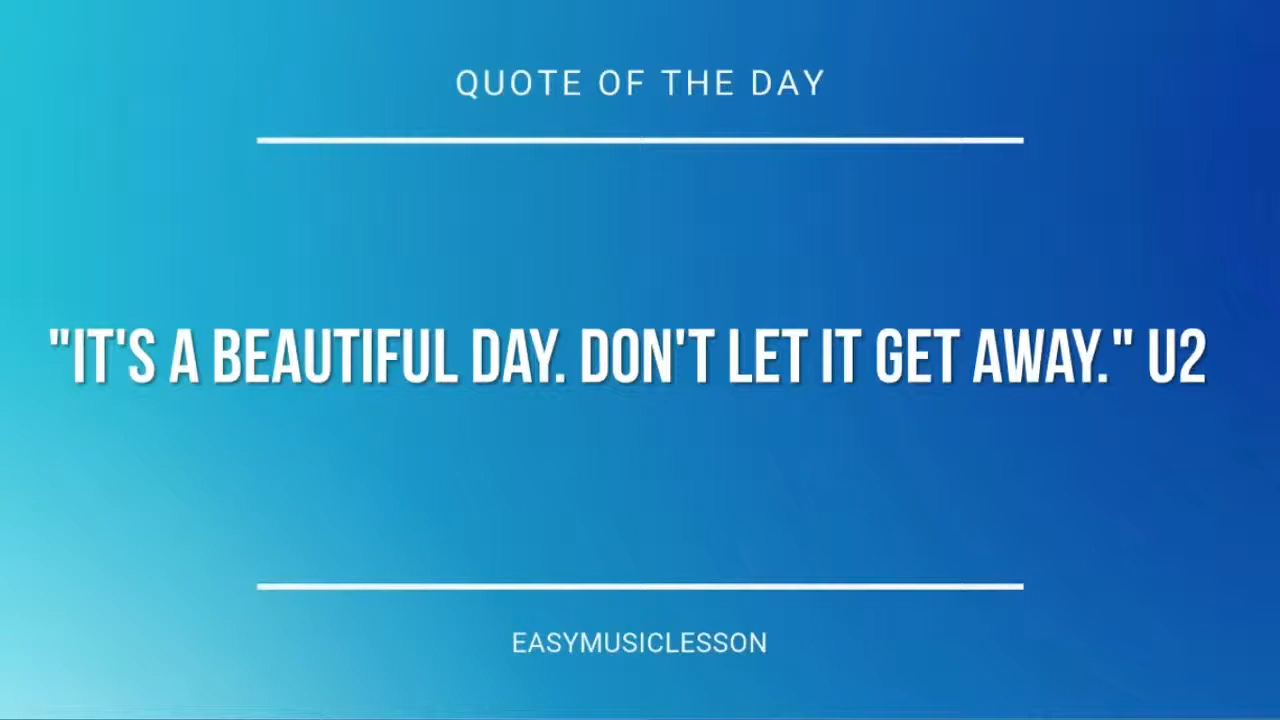 QUOTE OF THE DAY
"IT'S A BEAUTIFUL DAY. DON'T LET IT GET AWAY." U2
EASYMUSICLESSON